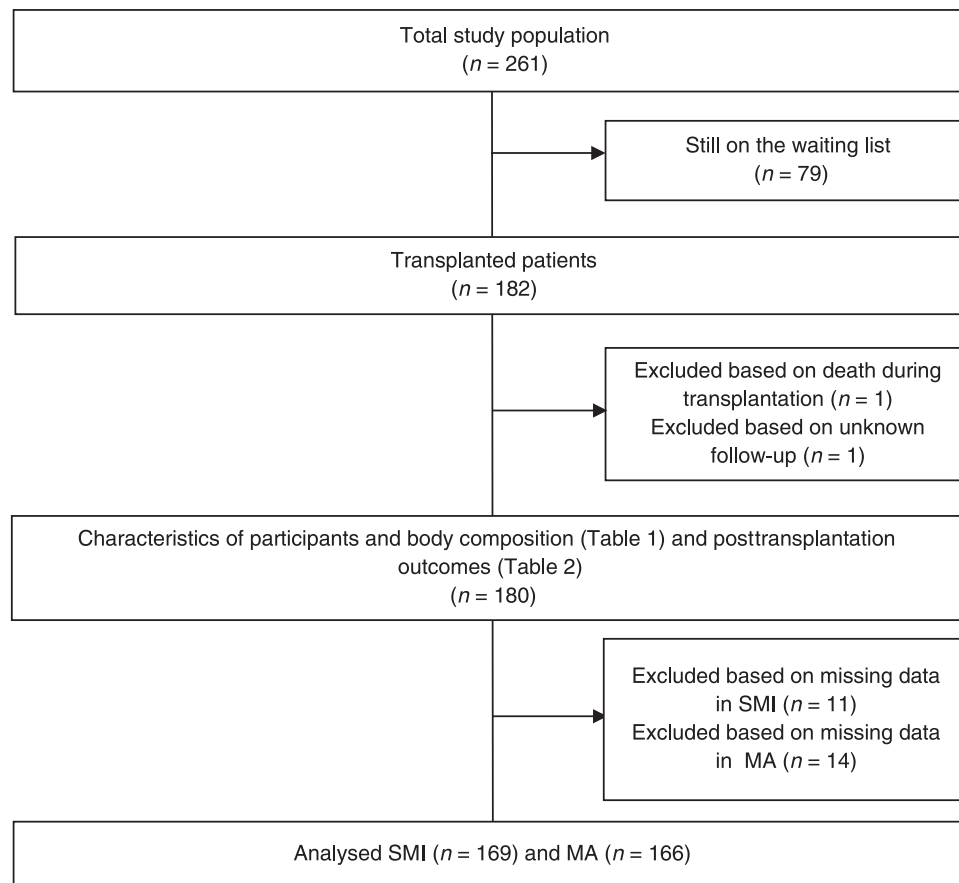 Total study population
(n = 261)
Still on the waiting list
(n = 79)
Transplanted patients
(n = 182)
Excluded based on death during
transplantation (n = 1)
Excluded based on unknown
follow-up (n = 1)
Characteristics of participants and body composition (Table 1) and posttransplantation
outcomes (Table 2)
(n = 180)
Excluded based on missing data
in SMI (n = 11)
Excluded based on missing data
in MA (n = 14)
Analysed SMI (n = 169) and MA (n = 166)